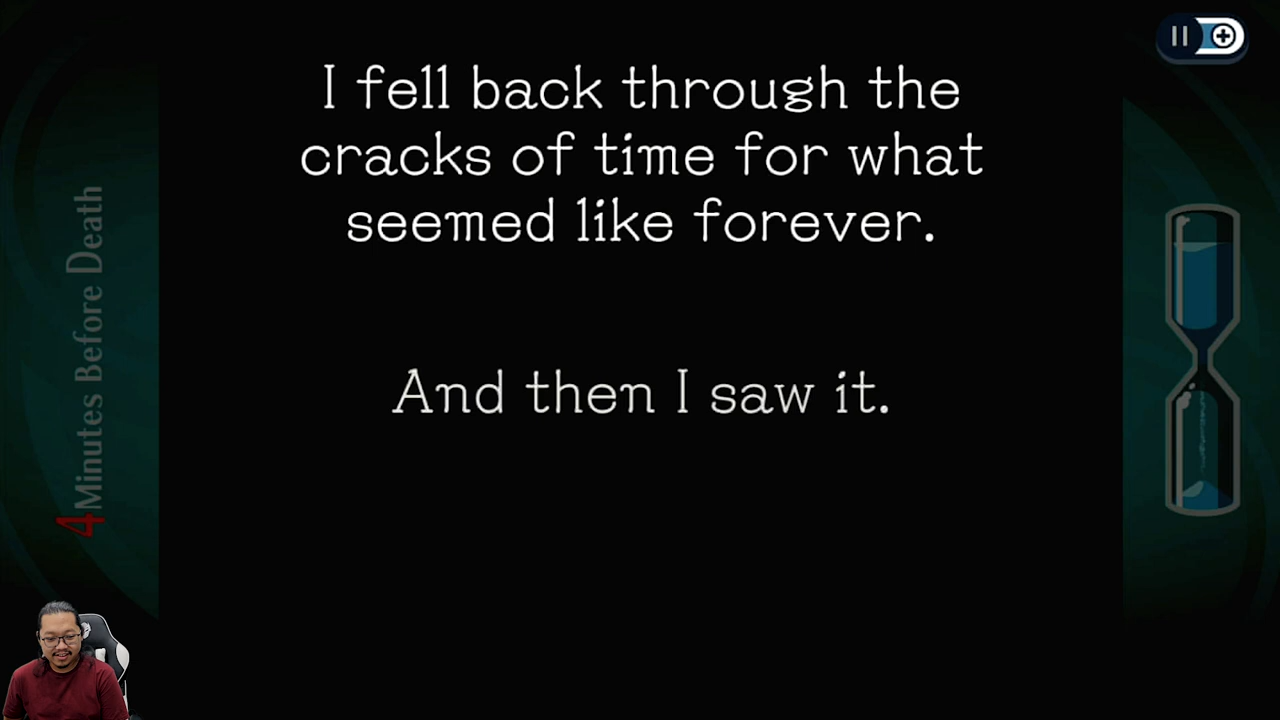 I fell back through the
cracks of time for what
seemed like forever.
And then I saw it.
4 Minutes Before Death